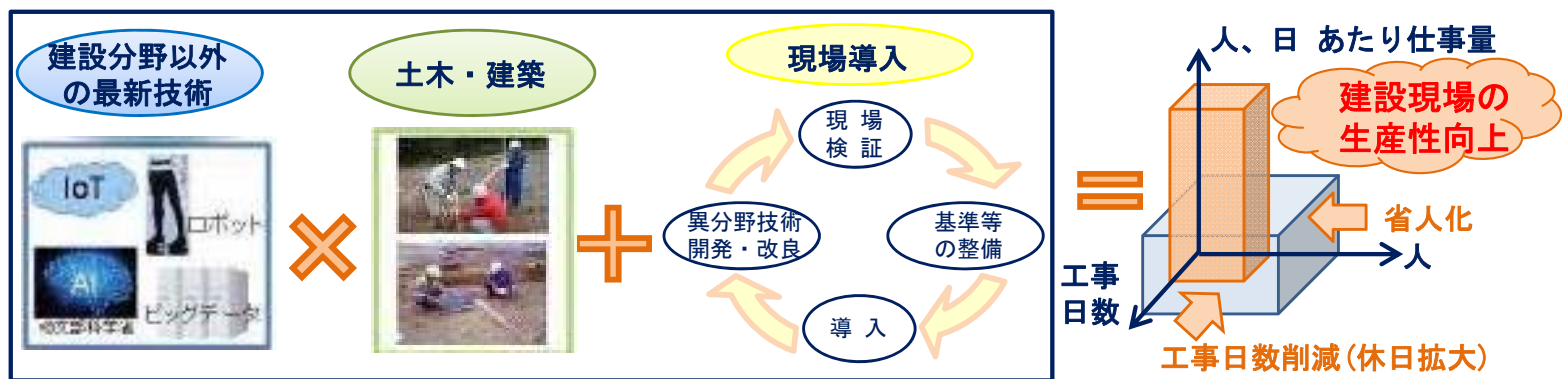 建設分野以外
の最新技術
IoT
ロボット
AI
ビッグデータ
土木・建築
現場導入
現 場
検 証
基準等
の整備
導 入
異分野技術
開発・改良
人、日 あたり仕事量
建設現場の
生産性向上
省人化
人
工事
日数
工事日数削減(休日拡大)